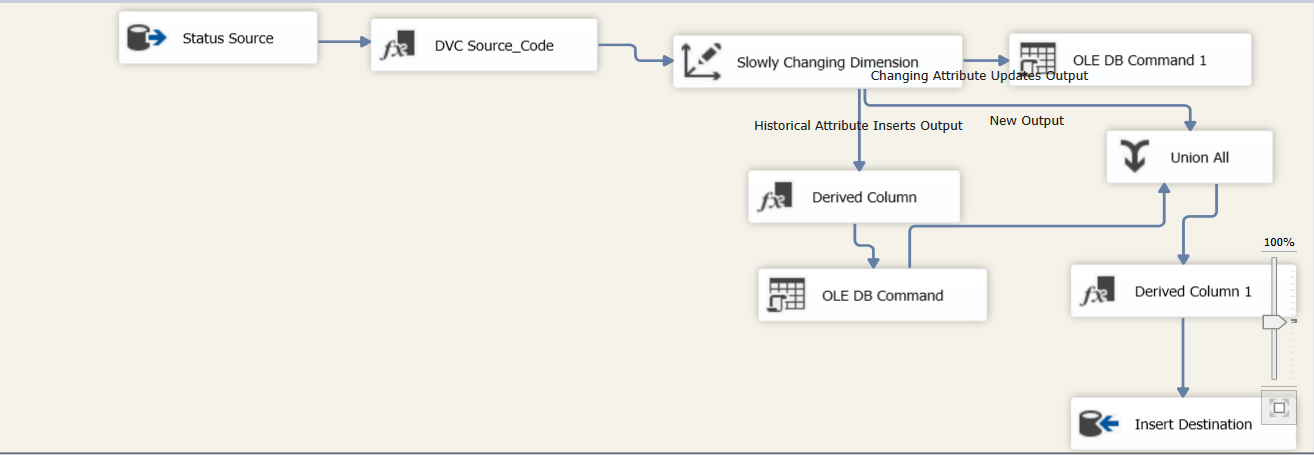 Status Source
DVC Source_Code
Slowly Changing Dimension
OLE DB Command 1
Changing Attribute Updates Output
Historical Attribute Inserts Output
New Output
Union All
Derived Column
100%
OLE DB Command
Derived Column 1
Insert Destination